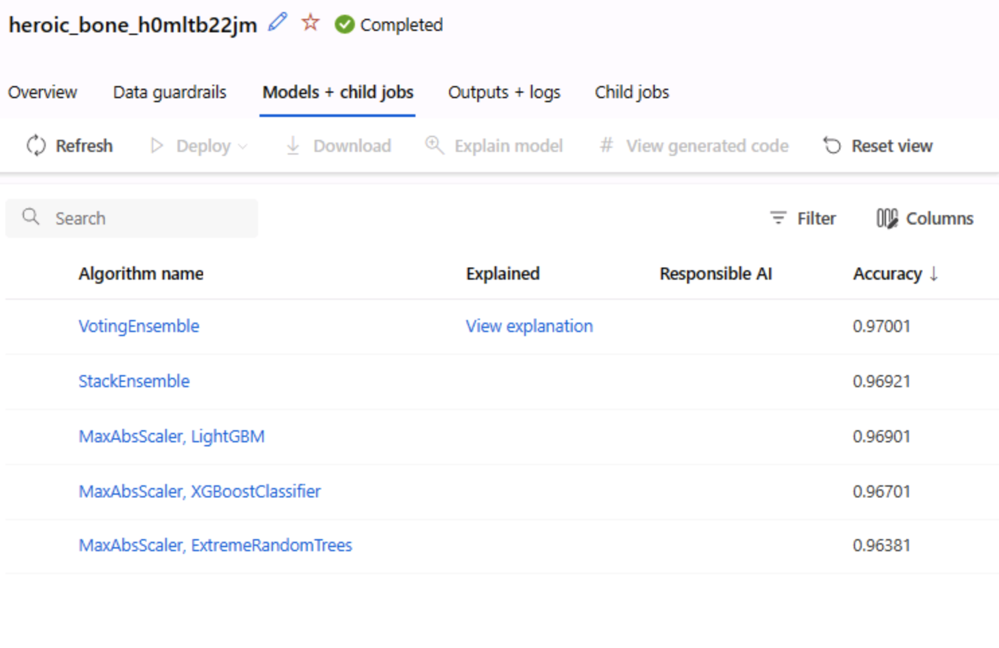 heroic_bone_h0mltb22jm Completed
Overview Data guardrails Models + child jobs Outputs + logs Child jobs
Refresh Deploy Download Explain model # View generated code Reset view
Search Filter Columns
Algorithm name Explained Responsible AI Accuracy ↓
VotingEnsemble View explanation 0.97001
StackEnsemble 0.96921
MaxAbsScaler, LightGBM 0.96901
MaxAbsScaler, XGBoostClassifier 0.96701
MaxAbsScaler, ExtremeRandomTrees 0.96381